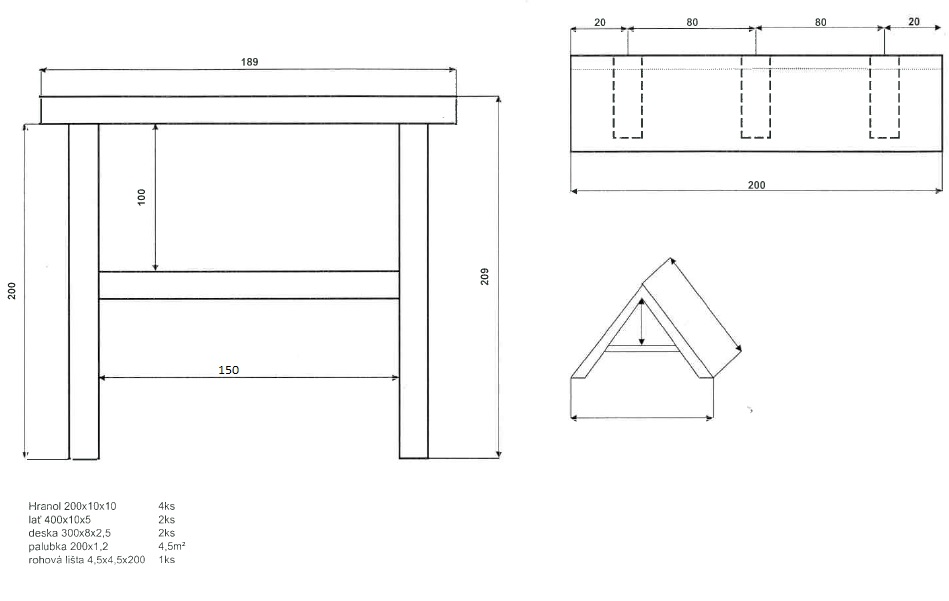 20
80
80
20
189
100
200
200
209
150
Hranol 200x10x10 4ks
lať 400x10x5 2ks
deska 300x8x2,5 2ks
palubka 200x1,2 4,5m²
rohová lišta 4,5x4,5x200 1ks